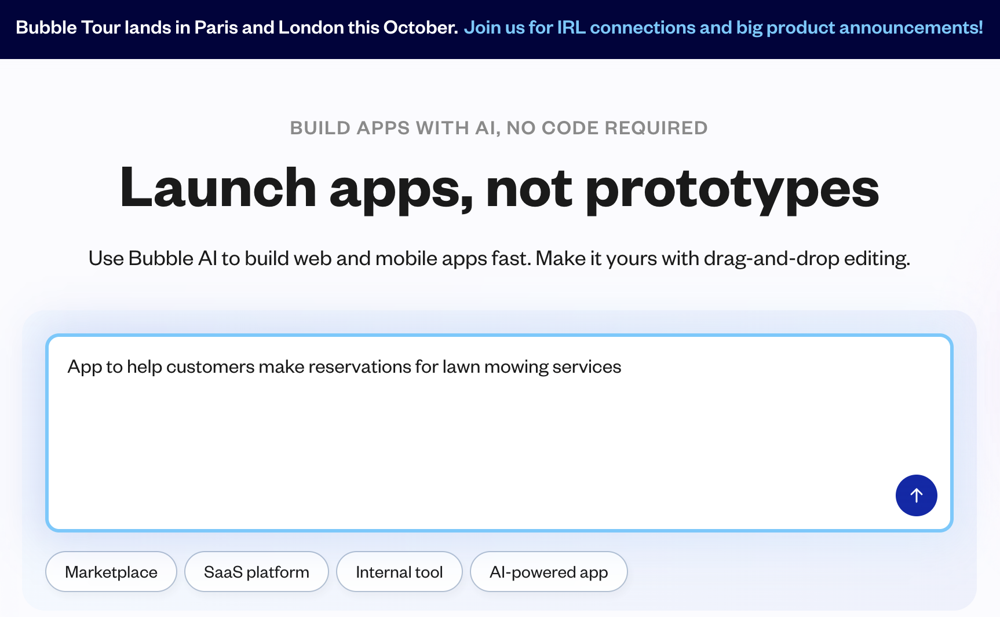 Bubble Tour lands in Paris and London this October. Join us for IRL connections and big product announcements!
BUILD APPS WITH AI, NO CODE REQUIRED
Launch apps, not prototypes
Use Bubble AI to build web and mobile apps fast. Make it yours with drag-and-drop editing.
App to help customers make reservations for lawn mowing services
Marketplace
SaaS platform
Internal tool
AI-powered app